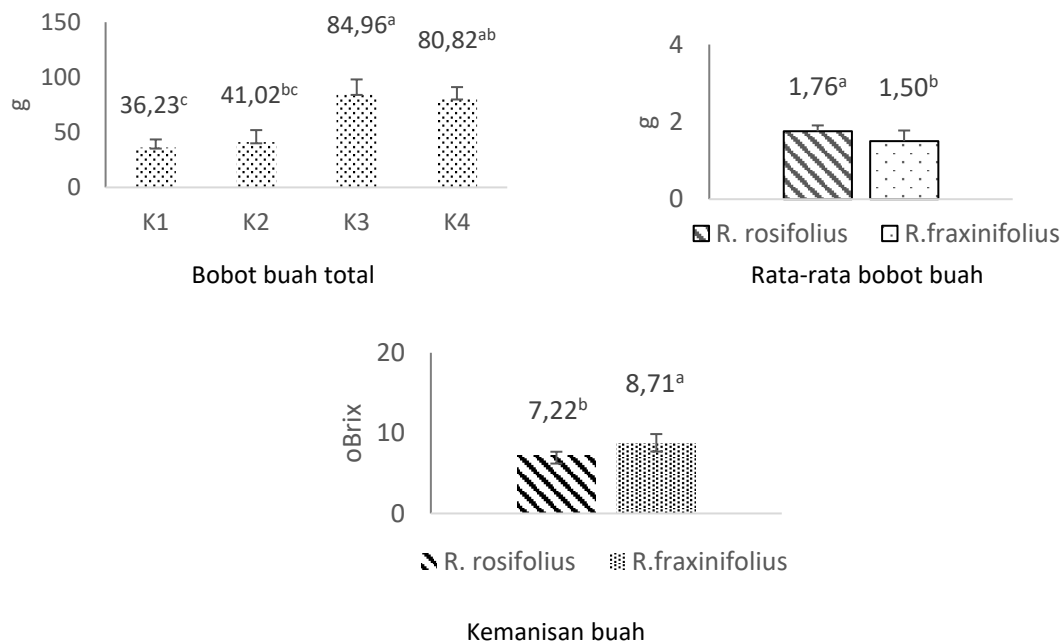 150
100
50
0
g
36,23c
41,02bc
84,96a
80,82ab
K1 K2 K3 K4
Bobot buah total
4
2
0
g
1,76a
1,50b
R. rosifolius R.fraxinifolius
Rata-rata bobot buah
20
10
0
oBrix
7,22b
8,71a
R. rosifolius R.fraxinifolius
Kemanisan buah